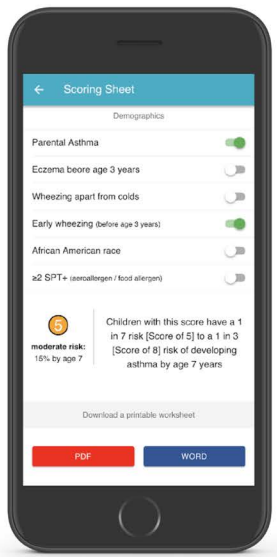 Scoring Sheet
Demographics
Parental Asthma
Eczema beore age 3 years
Wheezing apart from colds
Early wheezing (before age 3 years)
African American race
≥2 SPT+ (aeroallergen / food allergen)
5
moderate risk:
15% by age 7
Children with this score have a 1
in 7 risk [Score of 5] to a 1 in 3
[Score of 8] risk of developing
asthma by age 7 years
Download a printable worksheet
PDF
WORD